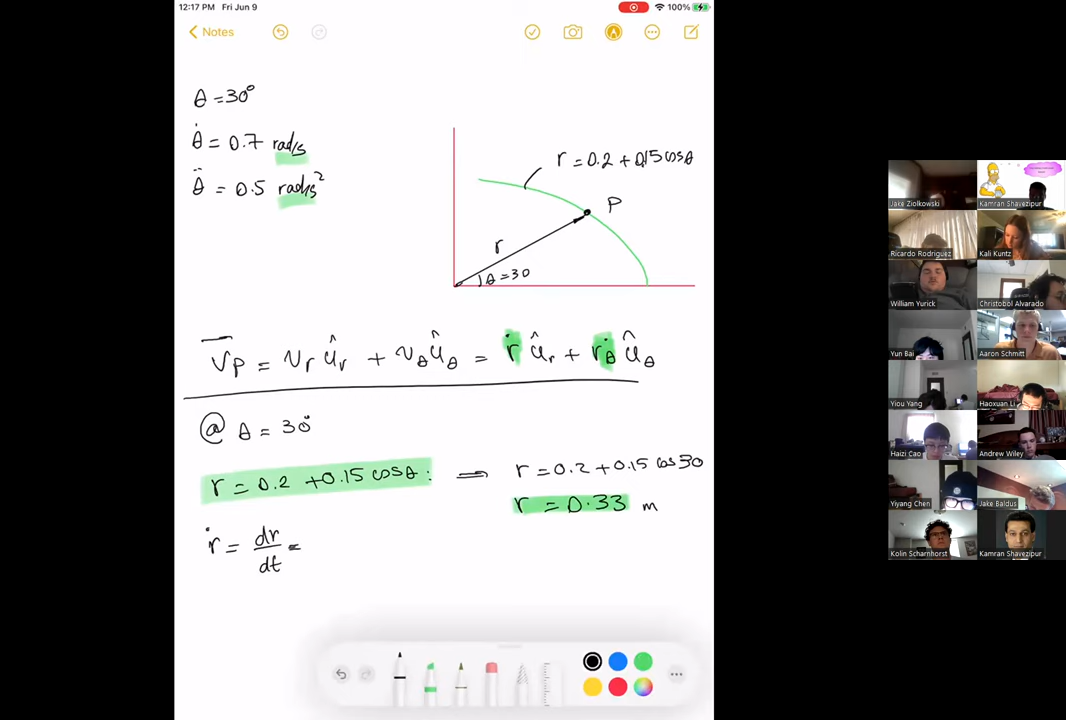 12:17 PM Fri Jun 9
100%
Notes
θ = 30°
θ̇ = 0.7 rad/s
θ̈ = 0.5 rad/s²
r = 0.2 + 0.15 cosθ
P
r
θ = 30
V̅P = Vr ûr + Vθ ûθ = ṙ ûr + rθ̇ ûθ
@ θ = 30°
r = 0.2 + 0.15 cosθ : ⟹ r = 0.2 + 0.15 cos 30
r = 0.33 m
ṙ = dr/dt =
Jake Ziolkowski
Kamran Shavezipur
Ricardo Rodriguez
Kali Kuntz
William Yurick
Christobol Alvarado
Yun Bai
Aaron Schmitt
Yiou Yang
Haoxuan Li
Haizi Cao
Andrew Wiley
Yiyang Chen
Jake Baldus
Kolin Scharnhorst
Kamran Shavezipur